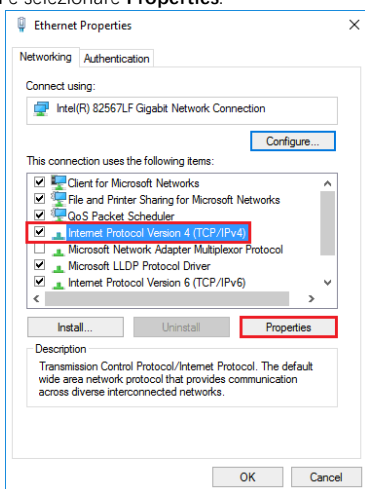 e selezionare Properties.
Ethernet Properties
Networking Authentication
Connect using:
Intel(R) 82567LF Gigabit Network Connection
Configure...
This connection uses the following items:
Client for Microsoft Networks
File and Printer Sharing for Microsoft Networks
QoS Packet Scheduler
Internet Protocol Version 4 (TCP/IPv4)
Microsoft Network Adapter Multiplexor Protocol
Microsoft LLDP Protocol Driver
Internet Protocol Version 6 (TCP/IPv6)
Install... Uninstall Properties
Description
Transmission Control Protocol/Internet Protocol. The default
wide area network protocol that provides communication
across diverse interconnected networks.
OK Cancel